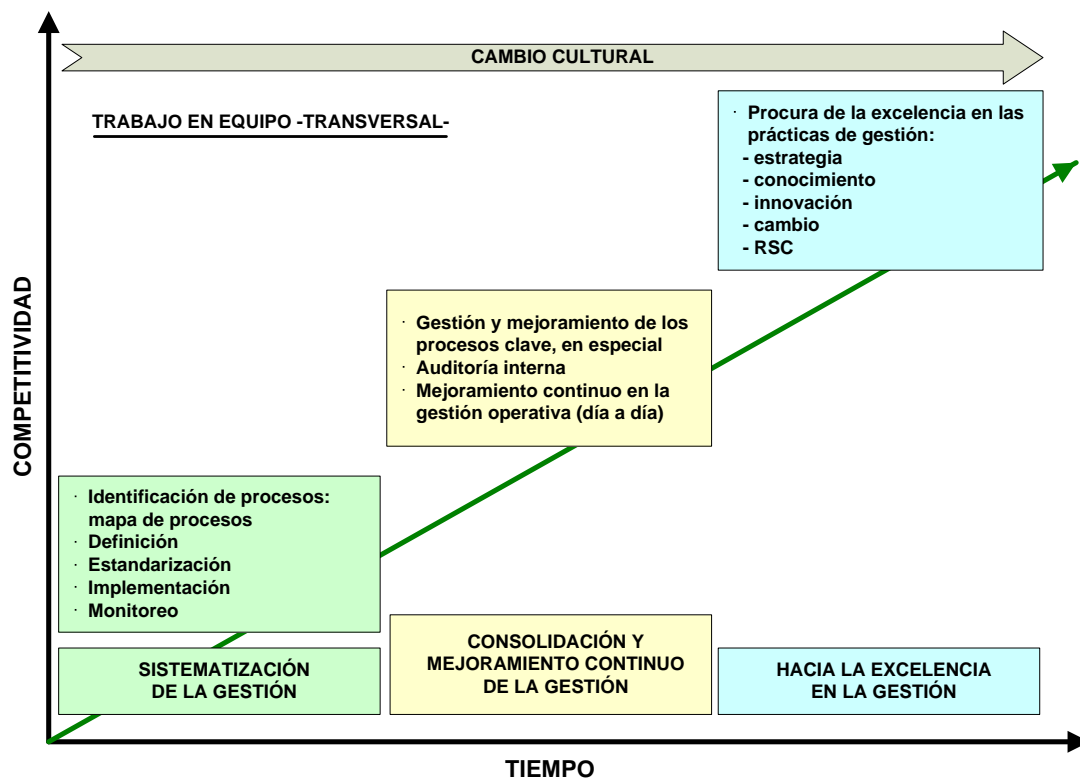 CAMBIO CULTURAL
TRABAJO EN EQUIPO -TRANSVERSAL-
· Procura de la excelencia en las
prácticas de gestión:
- estrategia
- conocimiento
- innovación
- cambio
- RSC
COMPETITIVIDAD
· Gestión y mejoramiento de los
procesos clave, en especial
· Auditoría interna
· Mejoramiento continuo en la
gestión operativa (día a día)
· Identificación de procesos:
mapa de procesos
· Definición
· Estandarización
· Implementación
· Monitoreo
SISTEMATIZACIÓN
DE LA GESTIÓN
CONSOLIDACIÓN Y
MEJORAMIENTO CONTINUO
DE LA GESTIÓN
HACIA LA EXCELENCIA
EN LA GESTIÓN
TIEMPO